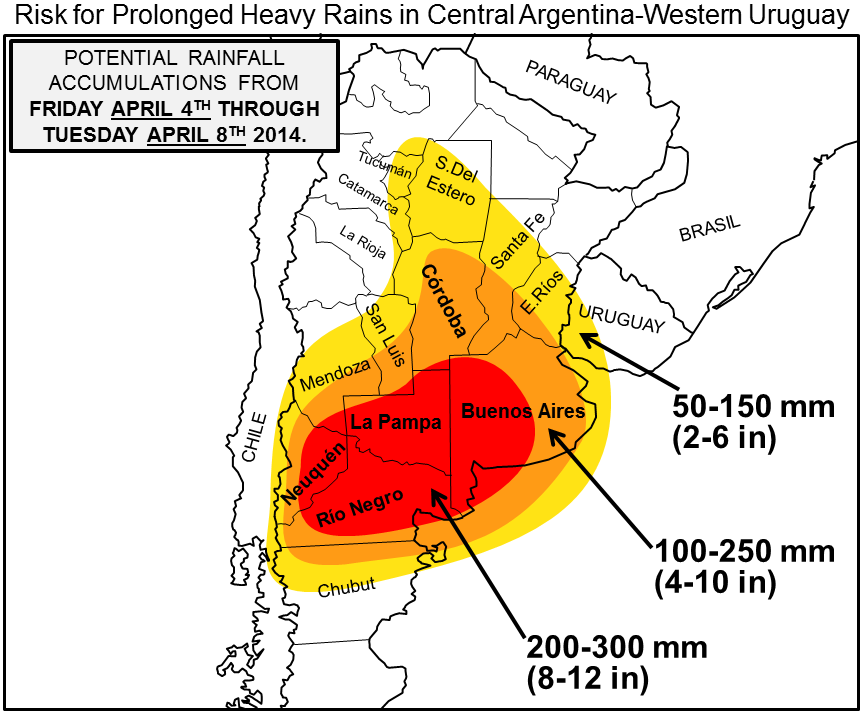 Risk for Prolonged Heavy Rains in Central Argentina-Western Uruguay
POTENTIAL RAINFALL
ACCUMULATIONS FROM
FRIDAY APRIL 4TH THROUGH
TUESDAY APRIL 8TH 2014.
PARAGUAY
Tucumán
S.Del
Estero
Catamarca
La Rioja
Santa Fe
BRASIL
Córdoba
E.Ríos
URUGUAY
San Luis
Mendoza
50-150 mm
(2-6 in)
La Pampa
Buenos Aires
CHILE
Neuquén
Río Negro
100-250 mm
(4-10 in)
Chubut
200-300 mm
(8-12 in)